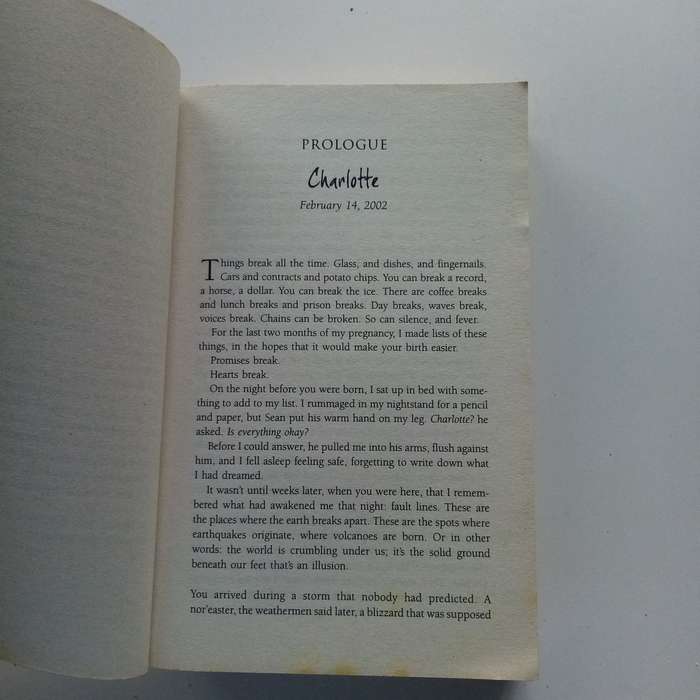 PROLOGUE
Charlotte
February 14, 2002
Things break all the time. Glass, and dishes, and fingernails.
Cars and contracts and potato chips. You can break a record,
a horse, a dollar. You can break the ice. There are coffee breaks
and lunch breaks and prison breaks. Day breaks, waves break,
voices break. Chains can be broken. So can silence, and fever.
For the last two months of my pregnancy, I made lists of these
things, in the hopes that it would make your birth easier.
Promises break.
Hearts break.
On the night before you were born, I sat up in bed with some-
thing to add to my list. I rummaged in my nightstand for a pencil
and paper, but Sean put his warm hand on my leg. Charlotte? he
asked. Is everything okay?
Before I could answer, he pulled me into his arms, flush against
him, and I fell asleep feeling safe, forgetting to write down what
I had dreamed.
It wasn't until weeks later, when you were here, that I remem-
bered what had awakened me that night: fault lines. These are
the places where the earth breaks apart. These are the spots where
earthquakes originate, where volcanoes are born. Or in other
words: the world is crumbling under us; it's the solid ground
beneath our feet that's an illusion.
You arrived during a storm that nobody had predicted. A
nor'easter, the weathermen said later, a blizzard that was supposed